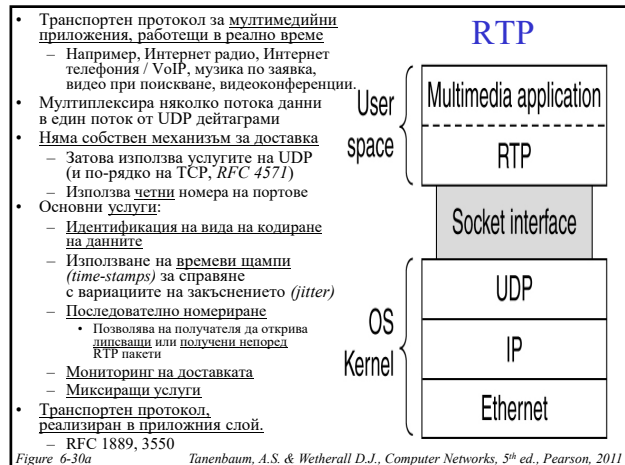 RTP
• Транспортен протокол за мултимедийни
приложения, работещи в реално време
– Например, Интернет радио, Интернет
телефония / VoIP, музика по заявка,
видео при поискване, видеоконференции.
• Мултиплексира няколко потока данни
в един поток от UDP дейтаграми
• Няма собствен механизъм за доставка
– Затова използва услугите на UDP
(и по-рядко на TCP, RFC 4571)
– Използва четни номера на портове
• Основни услуги:
– Идентификация на вида на кодиране
на данните
– Използване на времеви щампи
(time-stamps) за справяне
с вариациите на закъснението (jitter)
– Последователно номериране
• Позволява на получателя да открива
липсващи или получени непоред
RTP пакети
– Мониторинг на доставката
– Миксиращи услуги
• Транспортен протокол,
реализиран в приложния слой.
– RFC 1889, 3550
User
space
Multimedia application
RTP
Socket interface
OS
Kernel
UDP
IP
Ethernet
Figure 6-30a Tanenbaum, A.S. & Wetherall D.J., Computer Networks, 5th ed., Pearson, 2011